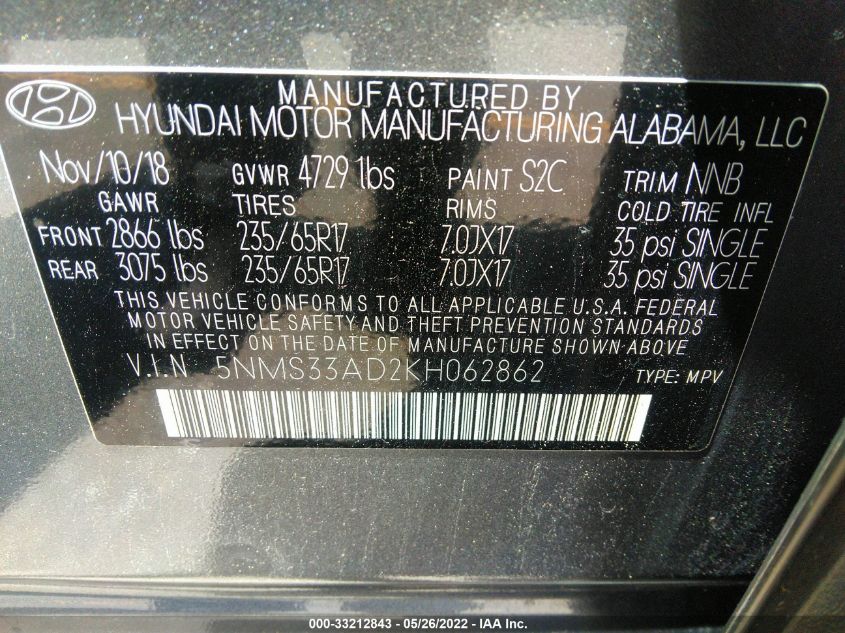 MANUFACTURED BY
HYUNDAI MOTOR MANUFACTURING ALABAMA, LLC
Nov/10/18 GVWR 4729 lbs PAINT S2C TRIM NNB
GAWR TIRES RIMS COLD TIRE INFL
FRONT 2866 lbs 235/65R17 7.0JX17 35 psi SINGLE
REAR 3075 lbs 235/65R17 7.0JX17 35 psi SINGLE
THIS VEHICLE CONFORMS TO ALL APPLICABLE U.S.A. FEDERAL
MOTOR VEHICLE SAFETY AND THEFT PREVENTION STANDARDS
IN EFFECT ON THE DATE OF MANUFACTURE SHOWN ABOVE.
V.I.N 5NMS33AD2KH062862 TYPE: MPV
000-33212843 - 05/26/2022 - IAA Inc.